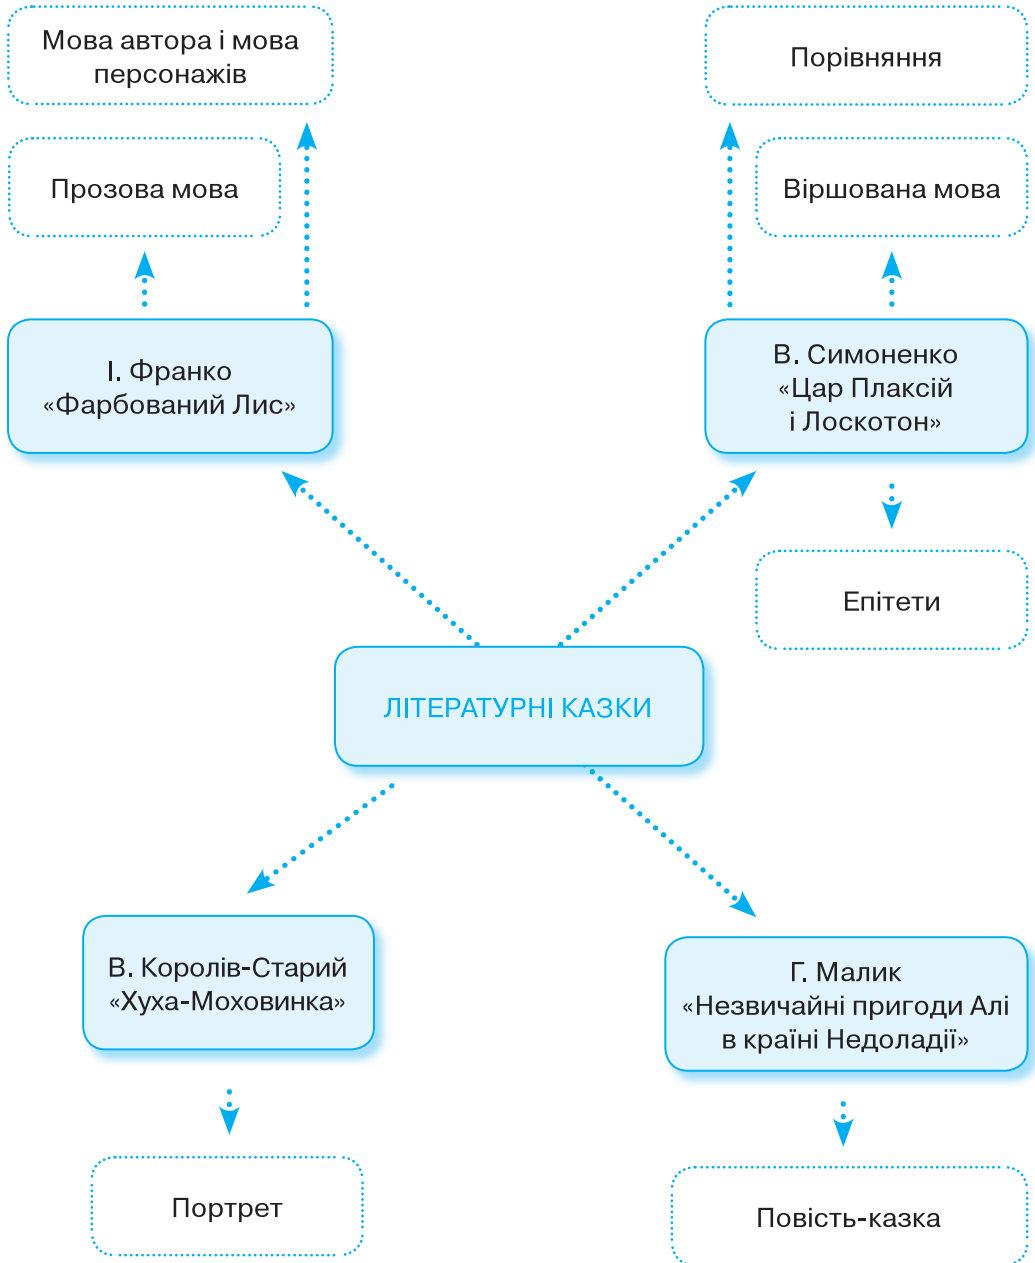 Мова автора і мова
персонажів
Порівняння
Прозова мова
Віршована мова
І. Франко
«Фарбований Лис»
В. Симоненко
«Цар Плаксій
і Лоскотон»
Епітети
ЛІТЕРАТУРНІ КАЗКИ
В. Королів-Старий
«Хуха-Моховинка»
Г. Малик
«Незвичайні пригоди Алі
в країні Недоладії»
Портрет
Повість-казка